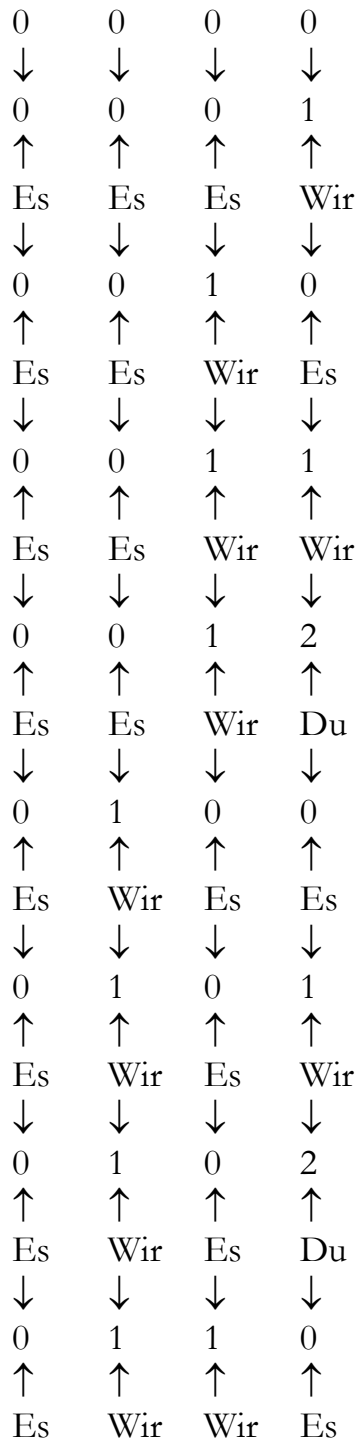 0 0 0 0
↓ ↓ ↓ ↓
0 0 0 1
↑ ↑ ↑ ↑
Es Es Es Wir
↓ ↓ ↓ ↓
0 0 1 0
↑ ↑ ↑ ↑
Es Es Wir Es
↓ ↓ ↓ ↓
0 0 1 1
↑ ↑ ↑ ↑
Es Es Wir Wir
↓ ↓ ↓ ↓
0 0 1 2
↑ ↑ ↑ ↑
Es Es Wir Du
↓ ↓ ↓ ↓
0 1 0 0
↑ ↑ ↑ ↑
Es Wir Es Es
↓ ↓ ↓ ↓
0 1 0 1
↑ ↑ ↑ ↑
Es Wir Es Wir
↓ ↓ ↓ ↓
0 1 0 2
↑ ↑ ↑ ↑
Es Wir Es Du
↓ ↓ ↓ ↓
0 1 1 0
↑ ↑ ↑ ↑
Es Wir Wir Es